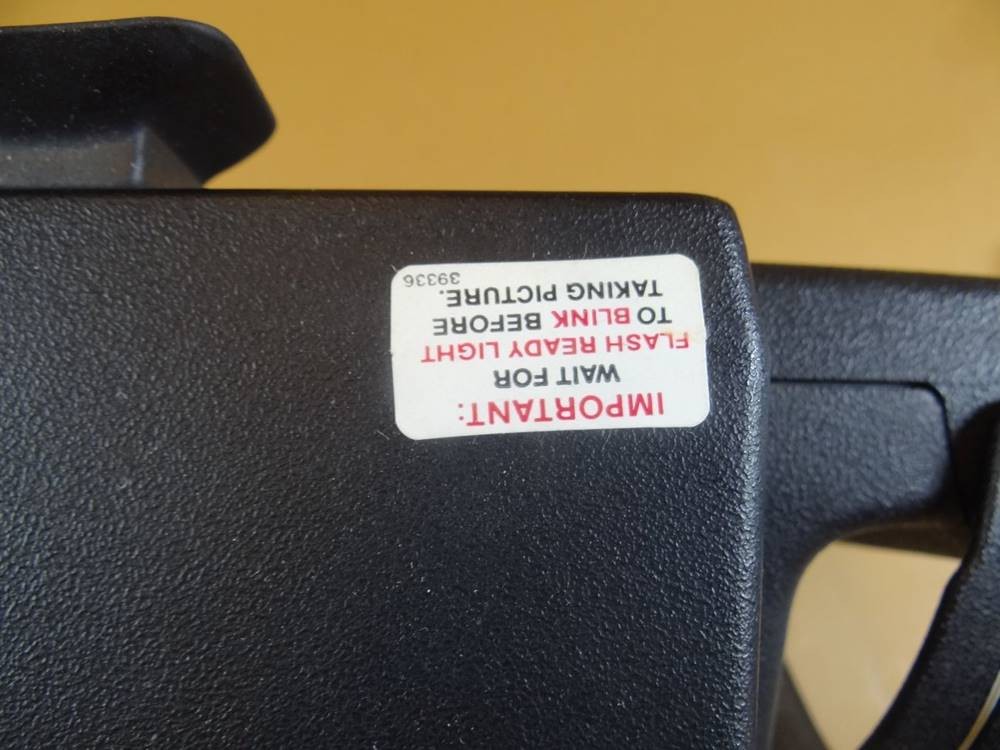 IMPORTANT:
WAIT FOR
FLASH READY LIGHT
TO BLINK BEFORE
TAKING PICTURE.
39336